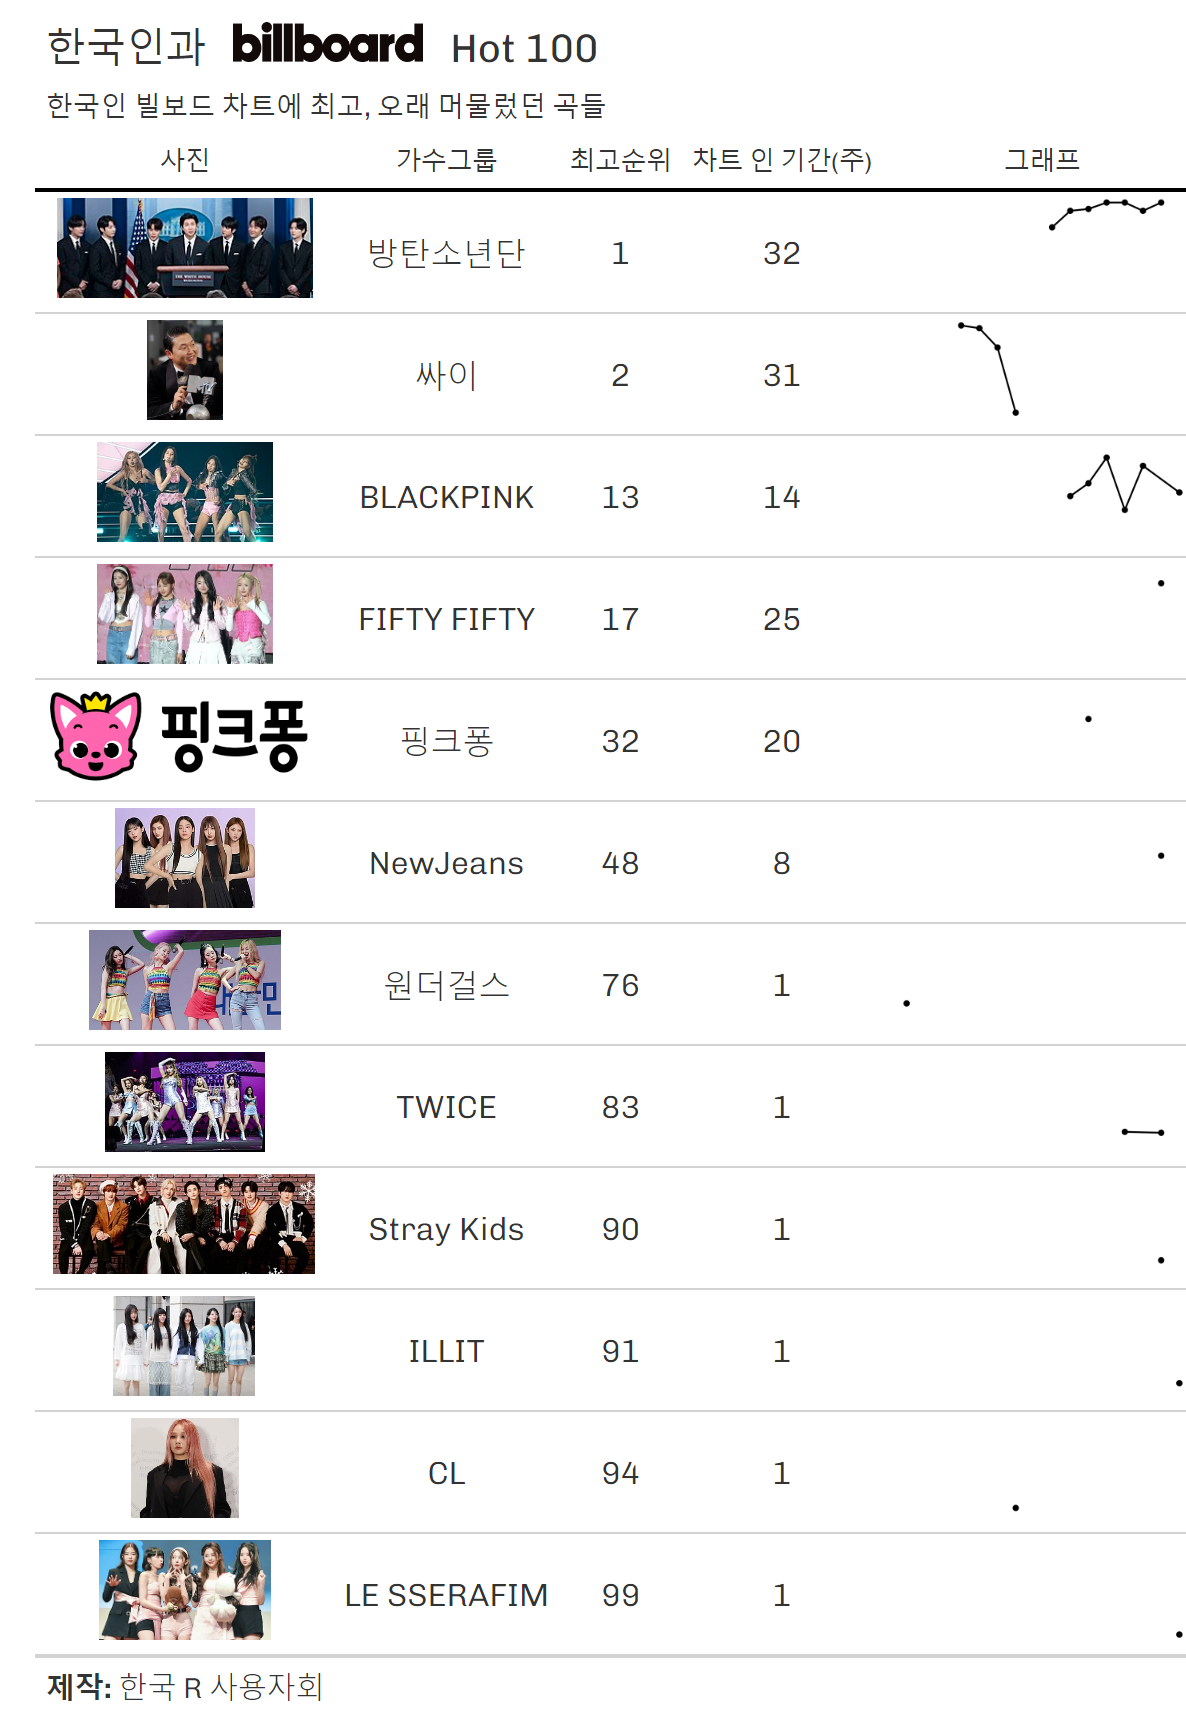 한국인과 billboard Hot 100
한국인 빌보드 차트에 최고, 오래 머물렀던 곡들
사진 가수그룹 최고순위 차트 인 기간(주) 그래프
THE WHITE HOUSE
방탄소년단 1 32
싸이 2 31
BLACKPINK 13 14
FIFTY FIFTY 17 25
핑크퐁 핑크퐁 32 20
NewJeans 48 8
원더걸스 76 1
TWICE 83 1
Stray Kids 90 1
ILLIT 91 1
CL 94 1
LE SSERAFIM 99 1
제작: 한국 R 사용자회